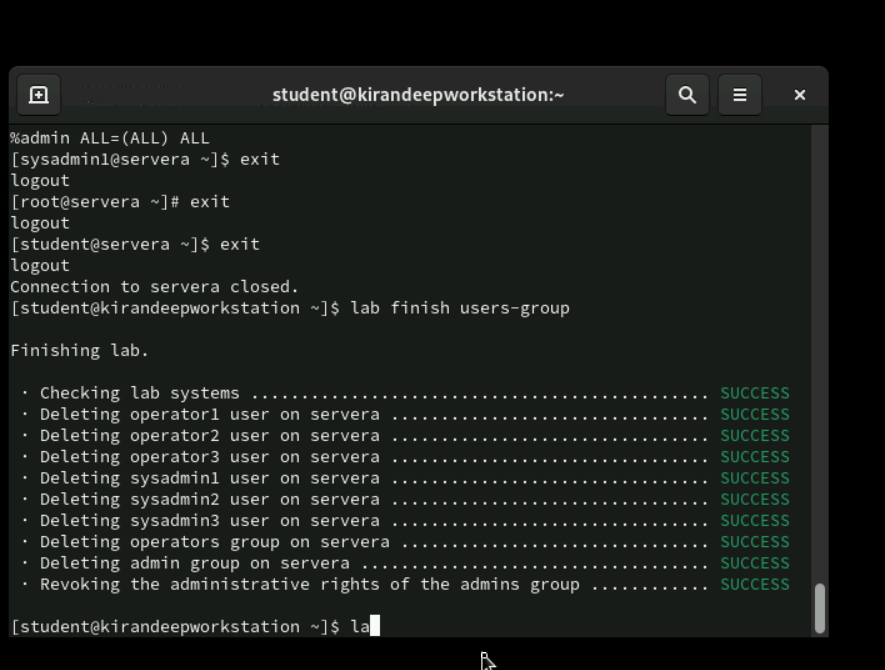 student@kirandeepworkstation:~
%admin ALL=(ALL) ALL
[sysadmin1@servera ~]$ exit
logout
[root@servera ~]# exit
logout
[student@servera ~]$ exit
logout
Connection to servera closed.
[student@kirandeepworkstation ~]$ lab finish users-group
Finishing lab.
· Checking lab systems .............................................. SUCCESS
· Deleting operator1 user on servera ................................ SUCCESS
· Deleting operator2 user on servera ................................ SUCCESS
· Deleting operator3 user on servera ................................ SUCCESS
· Deleting sysadmin1 user on servera ................................ SUCCESS
· Deleting sysadmin2 user on servera ................................ SUCCESS
· Deleting sysadmin3 user on servera ................................ SUCCESS
· Deleting operators group on servera ............................... SUCCESS
· Deleting admin group on servera ................................... SUCCESS
· Revoking the administrative rights of the admins group ............ SUCCESS
[student@kirandeepworkstation ~]$ la